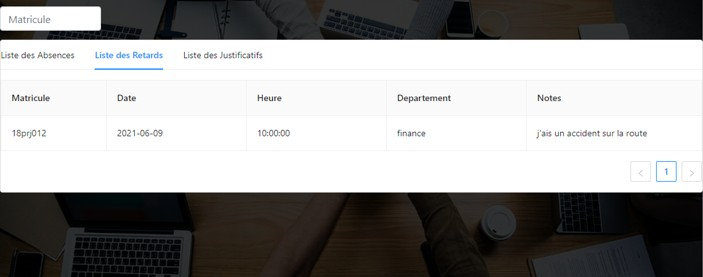 Matricule
Liste des Absences Liste des Retards Liste des Justificatifs
Matricule Date Heure Departement Notes
18prj012 2021-06-09 10:00:00 finance j'ais un accident sur la route
< 1 >